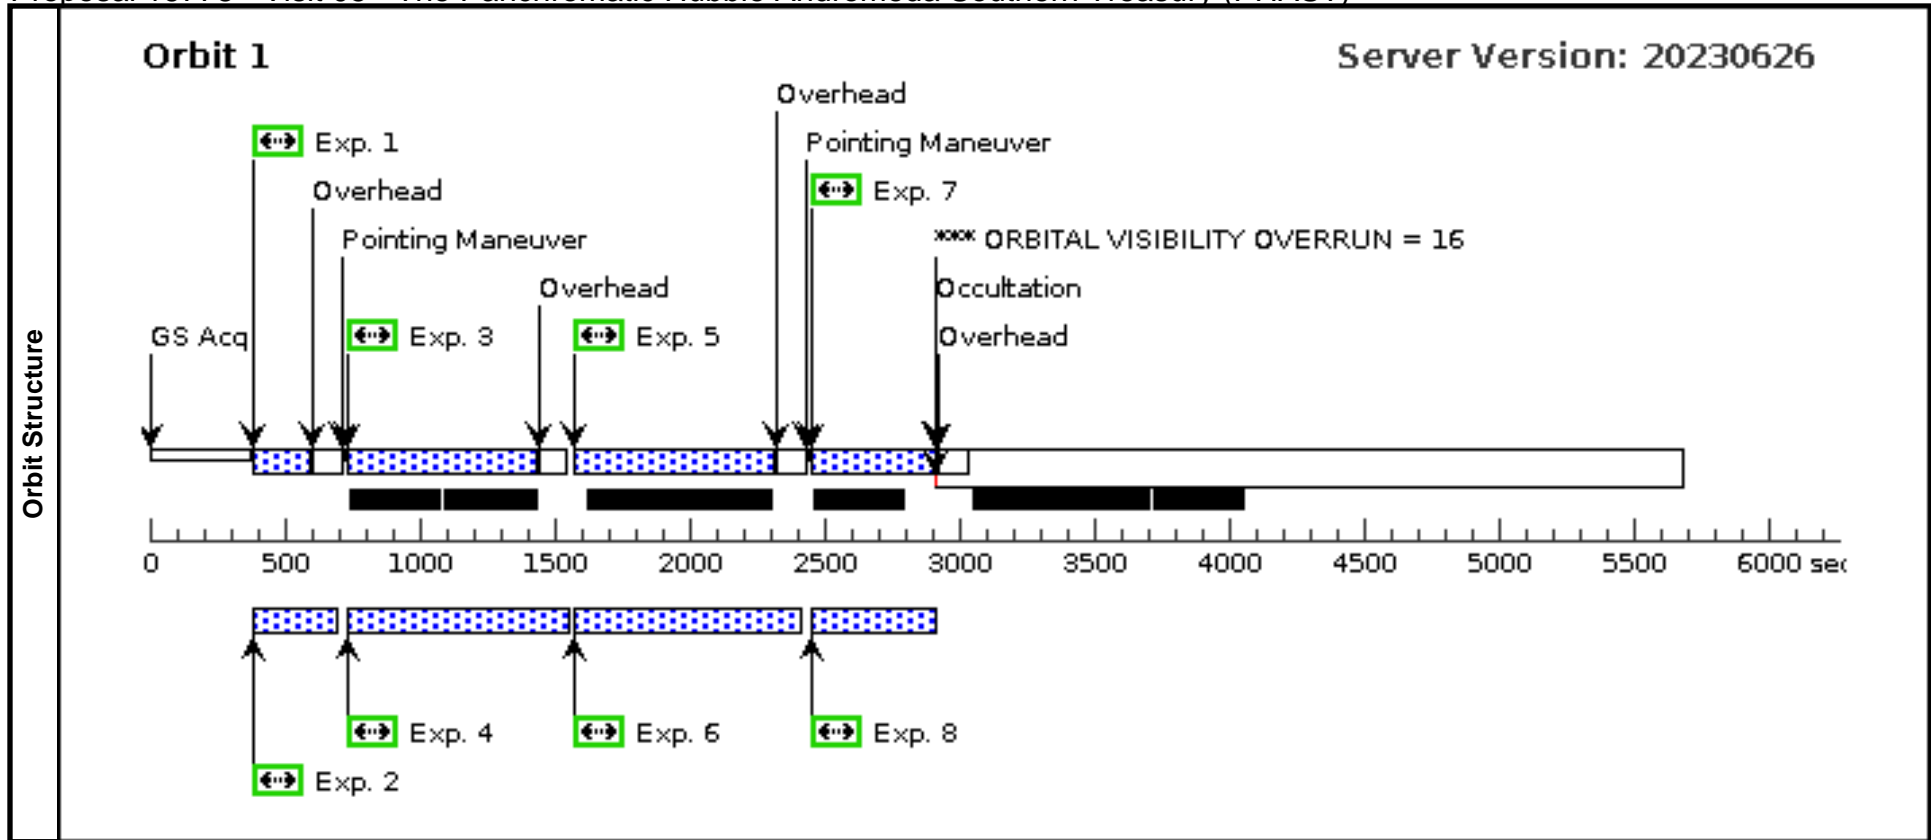 Orbit Structure
Orbit 1
Server Version: 20230626
Overhead
Exp. 1
Pointing Maneuver
Overhead
Exp. 7
Pointing Maneuver
**** ORBITAL VISIBILITY OVERRUN = 16
Overhead
Occultation
GS Acq
Exp. 3
Exp. 5
Overhead
0 500 1000 1500 2000 2500 3000 3500 4000 4500 5000 5500 6000
Exp. 4
Exp. 6
Exp. 8
Exp. 2